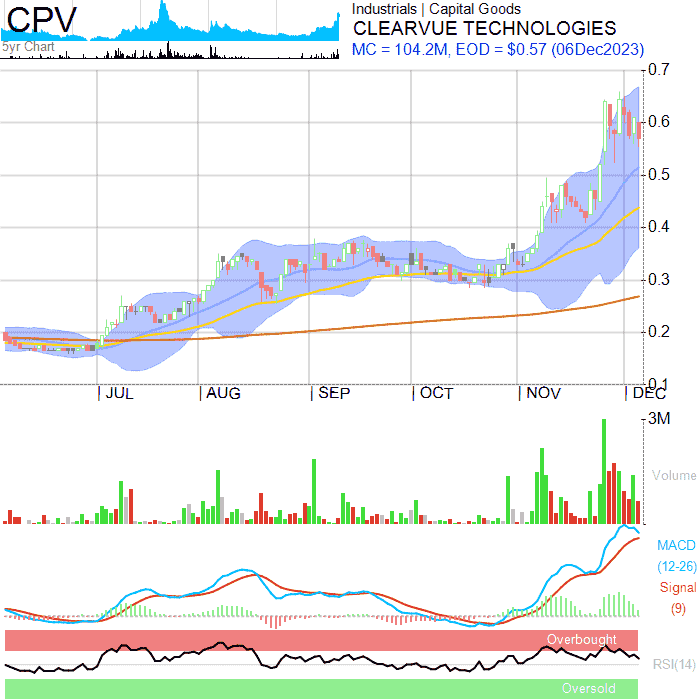 CPV
5yr Chart
Industrials | Capital Goods
CLEARVUE TECHNOLOGIES
MC = 104.2M, EOD = $0.57 (06Dec2023)
0.7
0.6
0.5
0.4
0.3
0.2
0.1
JUL
AUG
SEP
OCT
NOV
DEC
3M
Volume
MACD
(12-26)
Signal
(9)
Overbought
RSI(14)
Oversold